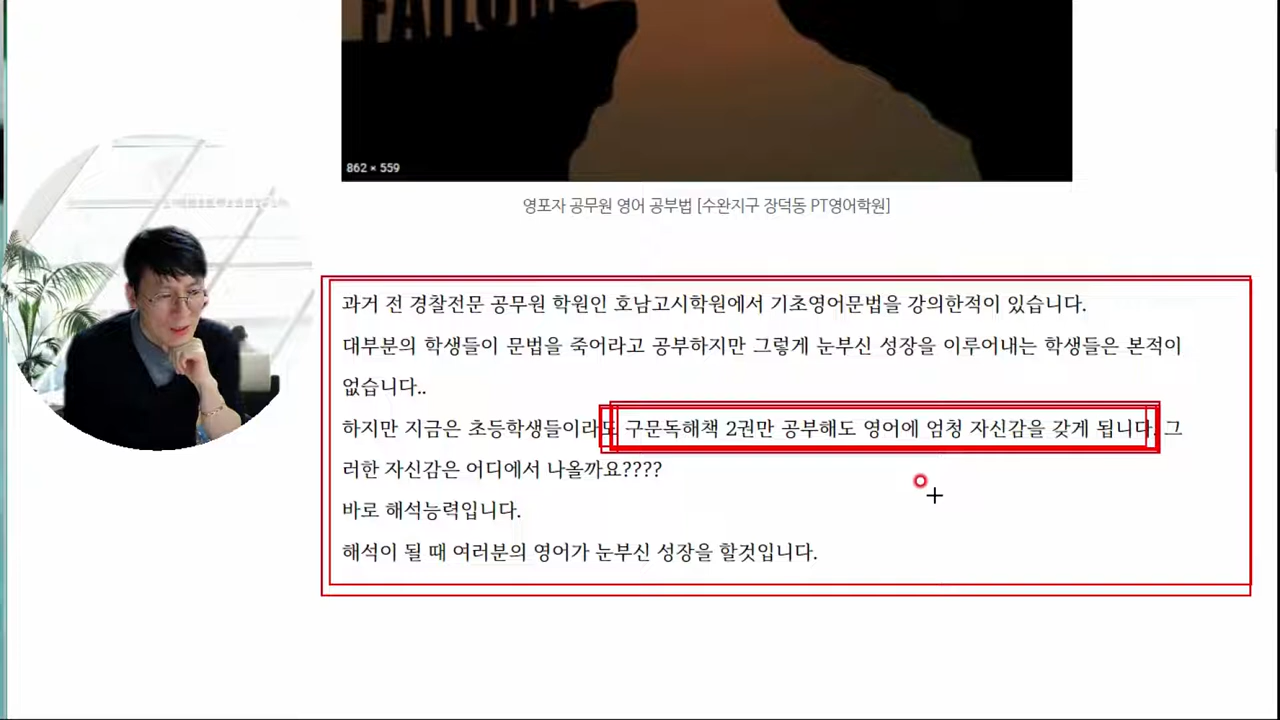 FAILURE
862 × 559
영포자 공무원 영어 공부법 [수완지구 장덕동 PT영어학원]
과거 전 경찰전문 공무원 학원인 호남고시학원에서 기초영어문법을 강의한적이 있습니다.
대부분의 학생들이 문법을 죽어라고 공부하지만 그렇게 눈부신 성장을 이루어내는 학생들은 본적이
없습니다..
하지만 지금은 초등학생들이라도 구문독해책 2권만 공부해도 영어에 엄청 자신감을 갖게 됩니다. 그
러한 자신감은 어디에서 나올까요????
바로 해석능력입니다.
해석이 될 때 여러분의 영어가 눈부신 성장을 할것입니다.